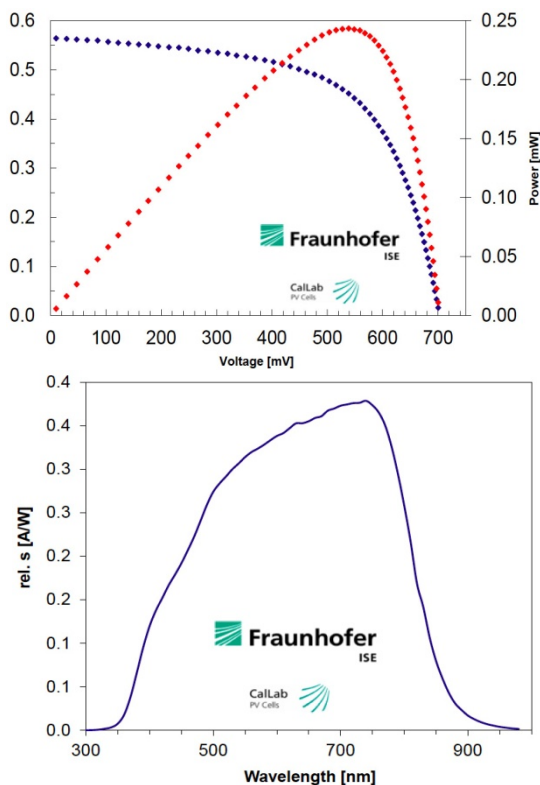 0.6
0.5
0.4
0.3
0.2
0.1
0.0
0.25
0.20
0.15
0.10
0.05
0.00
Power [mW]
Fraunhofer
ISE
CalLab
PV Cells
0 100 200 300 400 500 600 700
Voltage [mV]
0.4
0.4
0.3
0.3
0.2
0.2
0.1
0.1
0.0
rel. s [A/W]
Fraunhofer
ISE
CalLab
PV Cells
300 500 700 900
Wavelength [nm]